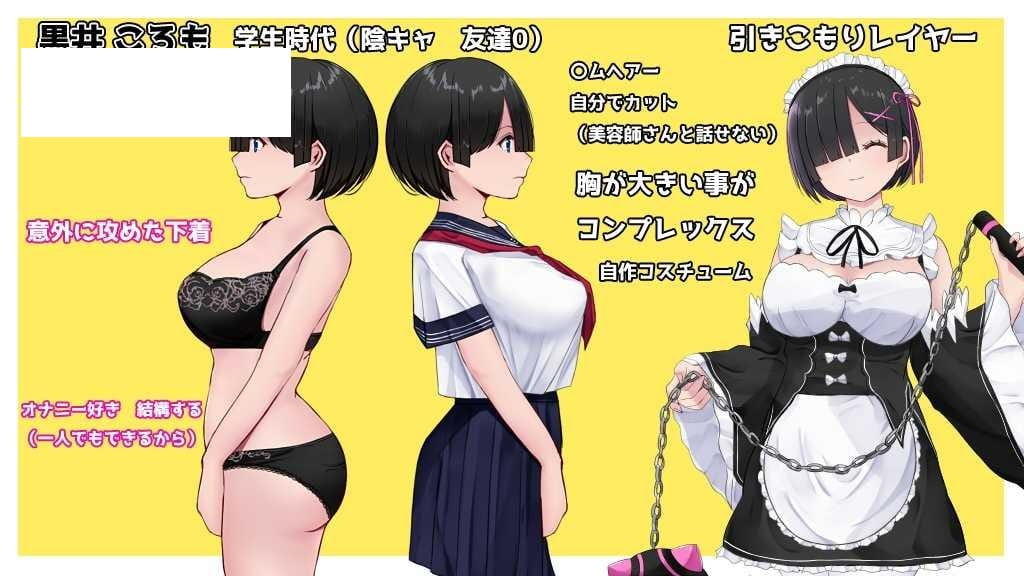 黒井 ころも 学生時代（陰キャ 友達0）
引きこもりレイヤー
〇ムヘアー
自分でカット
（美容師さんと話せない）
胸が大きい事が
コンプレックス
自作コスチューム
意外に攻めた下着
オナニー好き 結構する
（一人でもできるから）